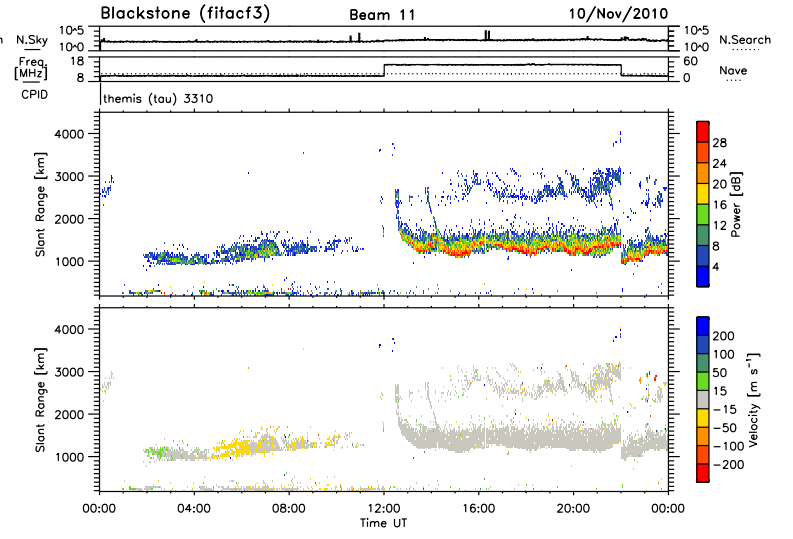 Blackstone (fitacf3)
Beam 11
10/Nov/2010
n N.Sky
10^5
10^0
10^5
10^0
N.Search
Freq.
[MHz]
18
8
60
0
Nave
CPID
themis (tau) 3310
Slant Range [km]
4000
3000
2000
1000
28
24
20
16
12
8
4
Power [dB]
Slant Range [km]
4000
3000
2000
1000
200
100
50
15
-15
-50
-100
-200
Velocity [m s⁻¹]
00:00 04:00 08:00 12:00 16:00 20:00 00:00
Time UT